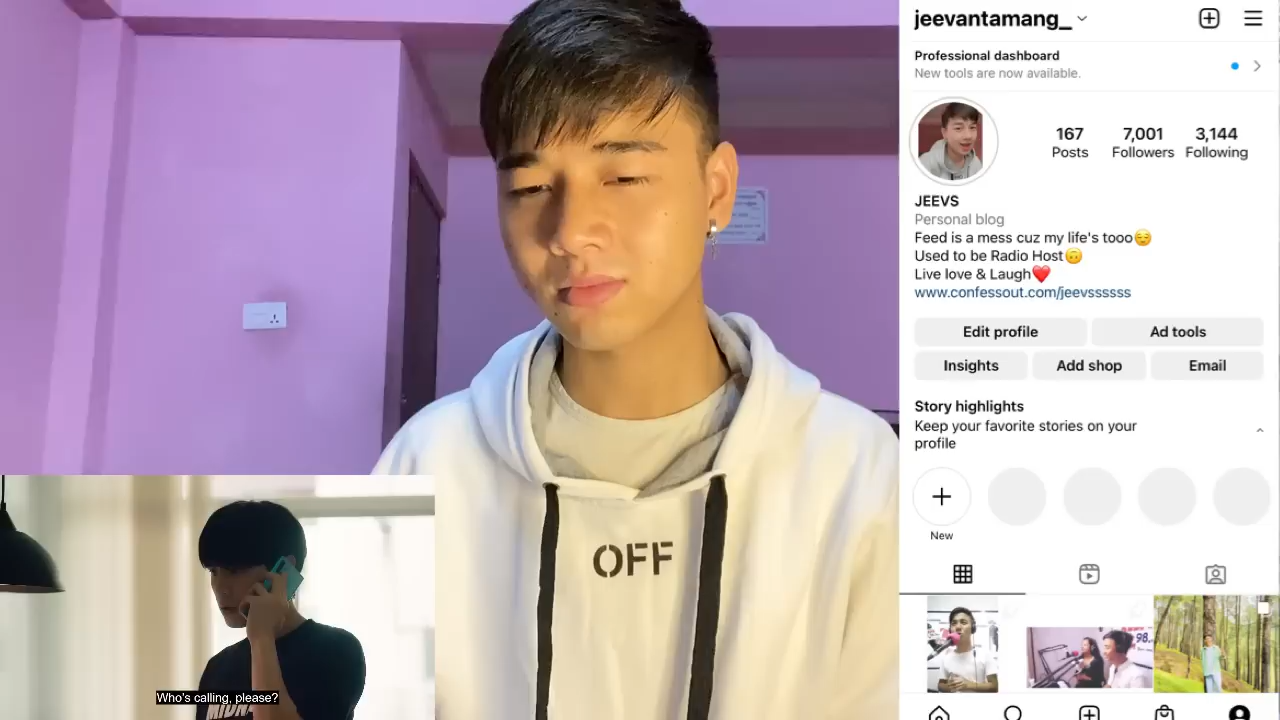 jeevantamang_
Professional dashboard
New tools are now available.
167
7,001
3,144
Posts
Followers
Following
JEEVS
Personal blog
Feed is a mess cuz my life's tooo😌
Used to be Radio Host🙃
Live love & Laugh❤️
www.confessout.com/jeevssssss
Edit profile
Ad tools
Insights
Add shop
Email
Story highlights
Keep your favorite stories on your
profile
New
OFF
Who's calling, please?
98.